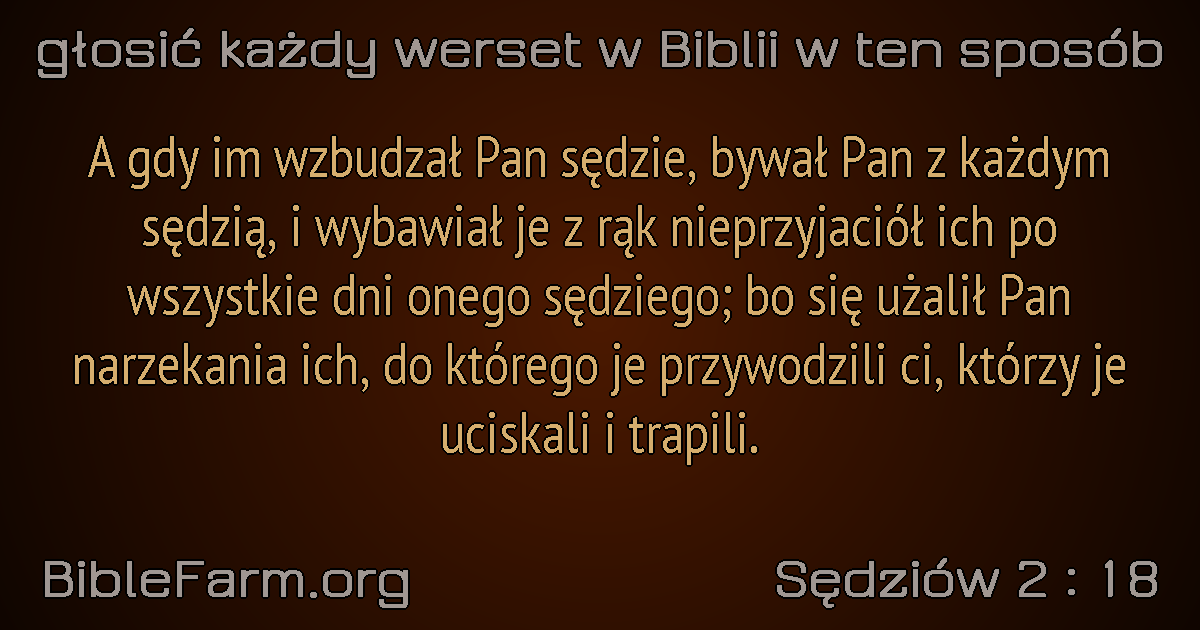 głosić każdy werset w Biblii w ten sposób
A gdy im wzbudzał Pan sędzie, bywał Pan z każdym
sędzią, i wybawiał je z rąk nieprzyjaciół ich po
wszystkie dni onego sędziego; bo się użalił Pan
narzekania ich, do którego je przywodzili ci, którzy je
uciskali i trapili.
BibleFarm.org
Sędziów 2 : 18